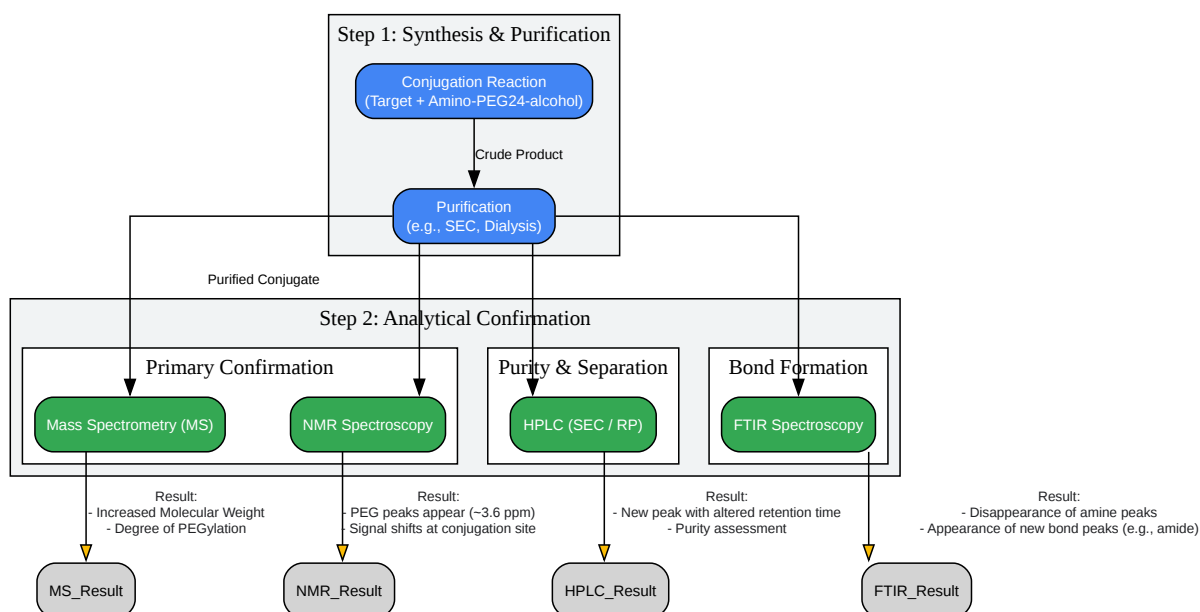 Step 1: Synthesis & Purification
Conjugation Reaction
(Target + Amino-PEG24-alcohol)
Crude Product
Purification
(e.g., SEC, Dialysis)
Purified Conjugate
Step 2: Analytical Confirmation
Primary Confirmation
Purity & Separation
Bond Formation
Mass Spectrometry (MS)
NMR Spectroscopy
HPLC (SEC / RP)
FTIR Spectroscopy
Result:
- Increased Molecular Weight
- Degree of PEGylation
Result:
- PEG peaks appear (~3.6 ppm)
- Signal shifts at conjugation site
Result:
- New peak with altered retention time
- Purity assessment
Result:
- Disappearance of amine peaks
- Appearance of new bond peaks (e.g., amide)
MS_Result
NMR_Result
HPLC_Result
FTIR_Result